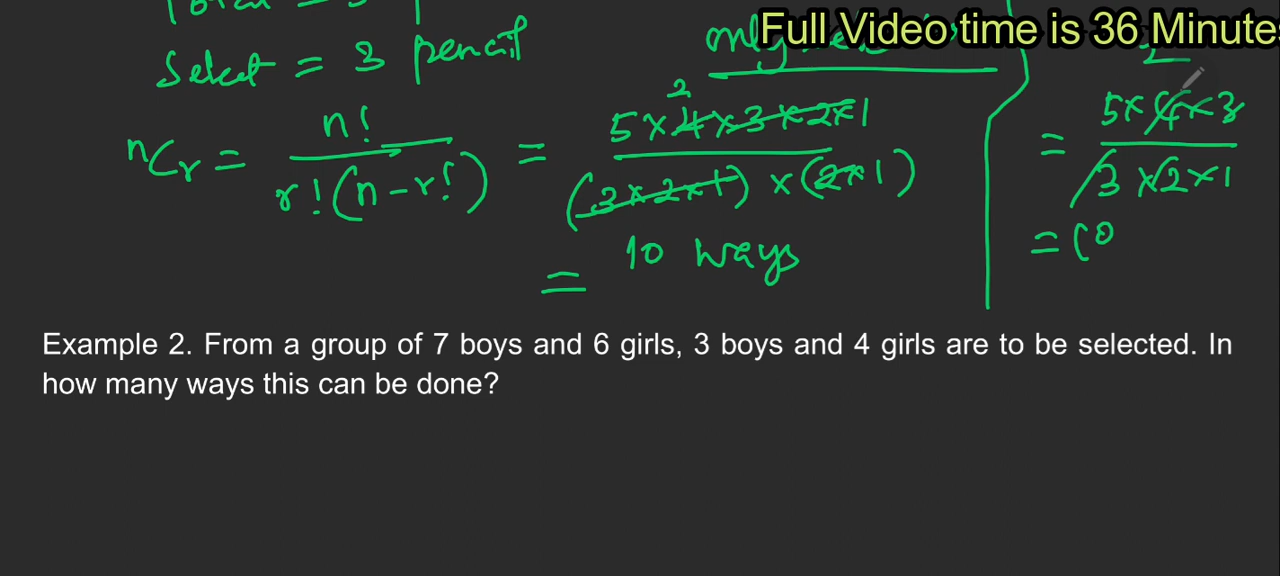 Full Video time is 36 Minute
Select = 3 pencil
nCr = n! / r!(n-r!) = 5×4×3×2×1 / (3×2×1)×(2×1)
2
= 10 ways
2
= 5×4×3 / 3×2×1
= 10
Example 2. From a group of 7 boys and 6 girls, 3 boys and 4 girls are to be selected. In
how many ways this can be done?